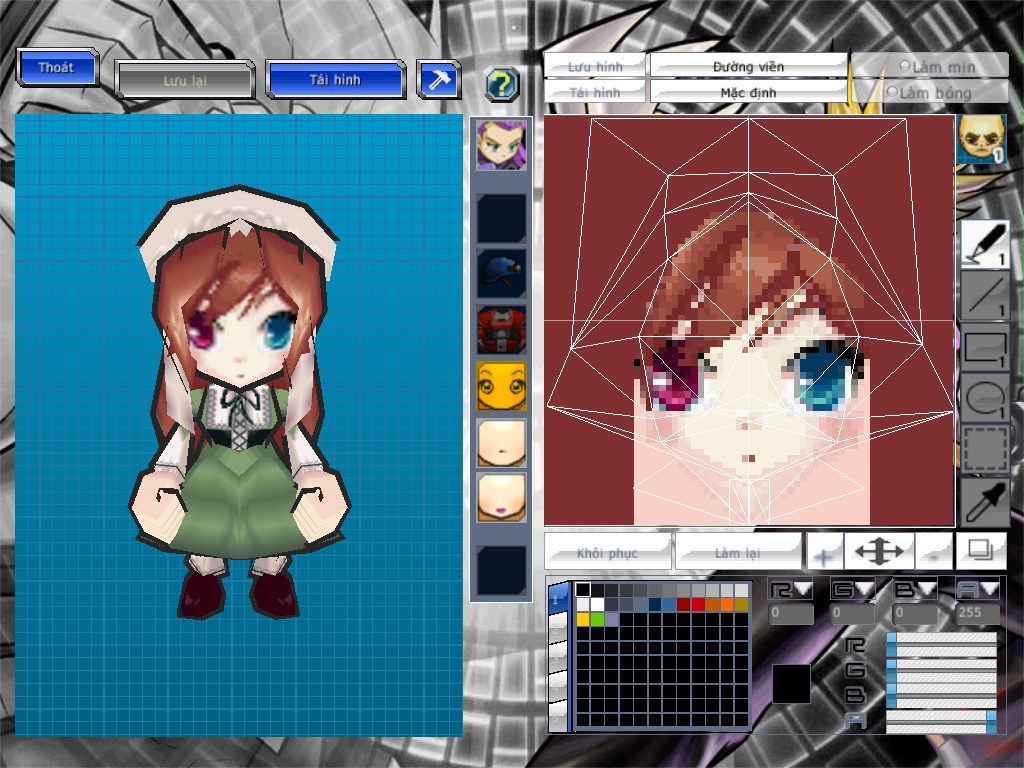 Thoát
Lưu lại
Tải hình
?
Lưu hình
Đường viền
Làm mịn
Tải hình
Mặc định
Làm bóng
1
1
1
1
1
Khôi phục
Làm lại
+
-
1
R
G
B
A
0
0
0
255
R
G
B
A